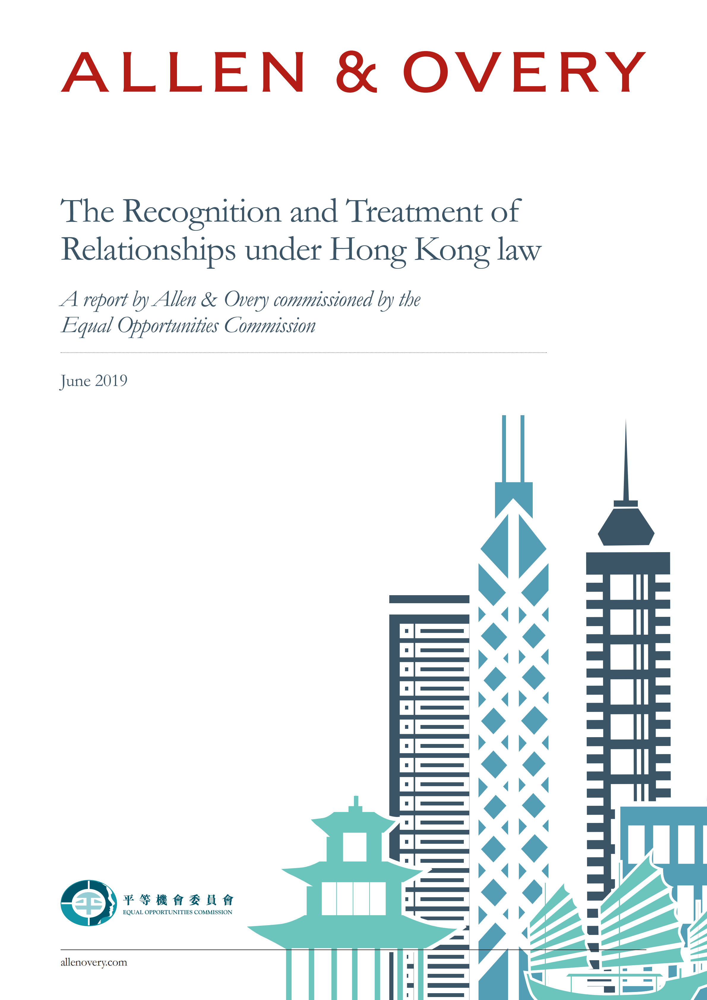 ALLEN & OVERY
The Recognition and Treatment of
Relationships under Hong Kong law
A report by Allen & Overy commissioned by the
Equal Opportunities Commission
June 2019
平等機會委員會
EQUAL OPPORTUNITIES COMMISSION
allenovery.com